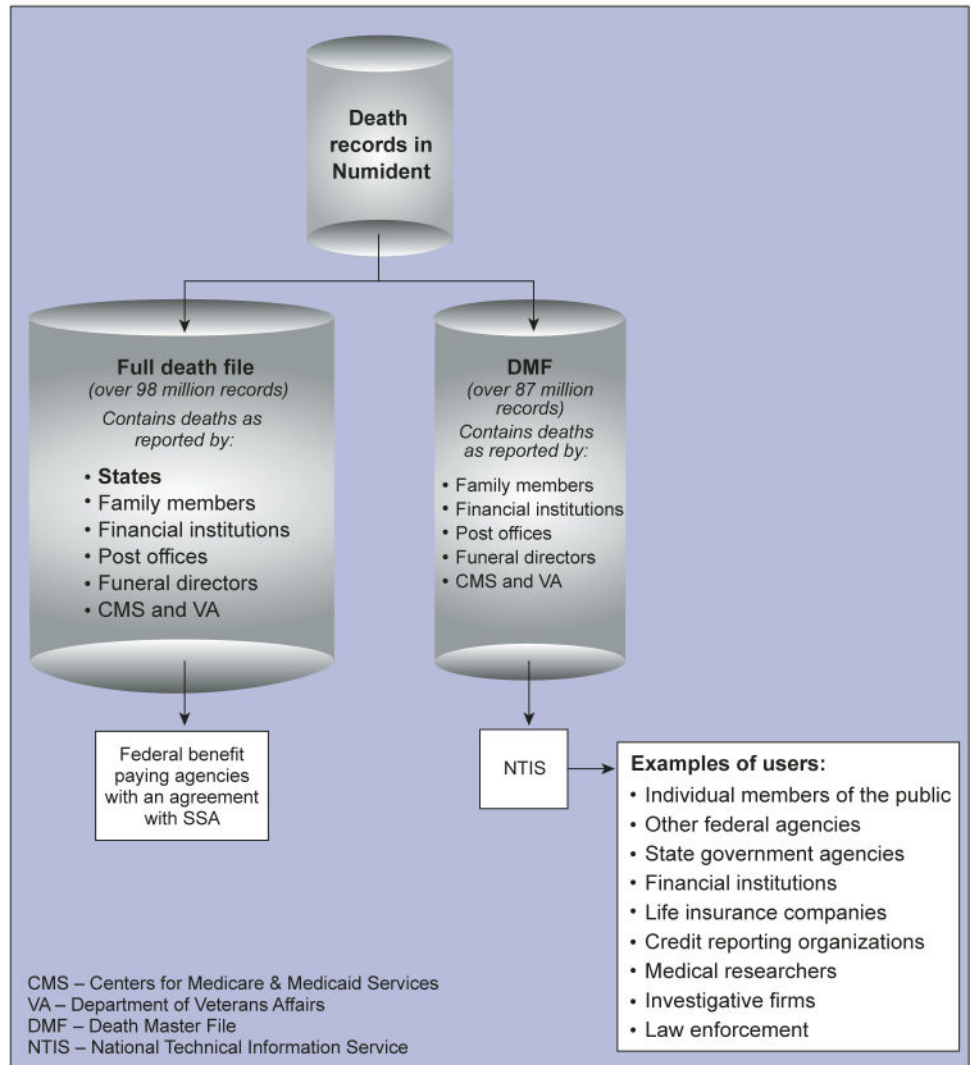 Death
records in
Numident
Full death file
(over 98 million records)
Contains deaths as
reported by:
• States
• Family members
• Financial institutions
• Post offices
• Funeral directors
• CMS and VA
DMF
(over 87 million
records)
Contains deaths
as reported by:
• Family members
• Financial institutions
• Post offices
• Funeral directors
• CMS and VA
Federal benefit
paying agencies
with an agreement
with SSA
NTIS
Examples of users:
• Individual members of the public
• Other federal agencies
• State government agencies
• Financial institutions
• Life insurance companies
• Credit reporting organizations
• Medical researchers
• Investigative firms
• Law enforcement
CMS – Centers for Medicare & Medicaid Services
VA – Department of Veterans Affairs
DMF – Death Master File
NTIS – National Technical Information Service